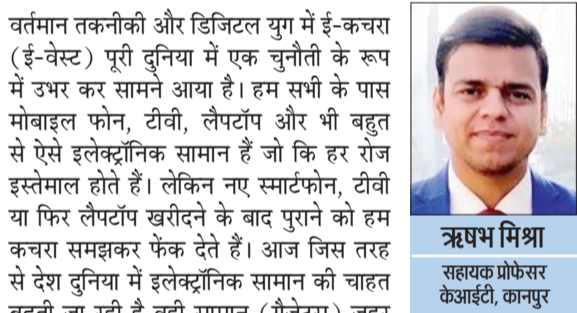 वर्तमान तकनीकी और डिजिटल युग में ई-कचरा
(ई-वेस्ट) पूरी दुनिया में एक चुनौती के रूप
में उभर कर सामने आया है। हम सभी के पास
मोबाइल फोन, टीवी, लैपटॉप और भी बहुत
से ऐसे इलेक्ट्रॉनिक सामान हैं जो कि हर रोज
इस्तेमाल होते हैं। लेकिन नए स्मार्टफोन, टीवी
या फिर लैपटॉप खरीदने के बाद पुराने को हम
कचरा समझकर फेंक देते हैं। आज जिस तरह
से देश दुनिया में इलेक्ट्रॉनिक सामान की चाहत
ऋषभ मिश्रा
सहायक प्रोफेसर
केआईटी, कानपुर